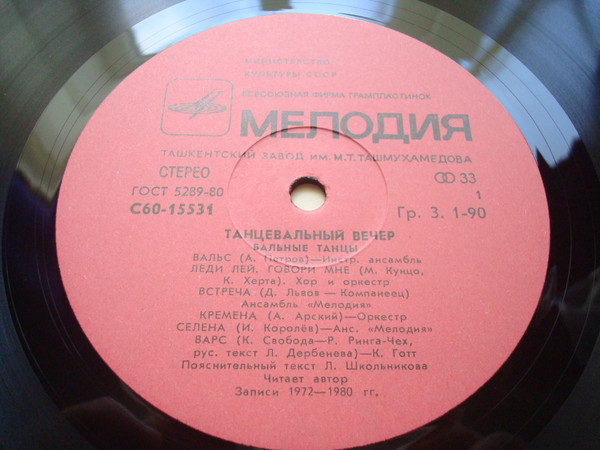 МИНИСТЕРСТВО
КУЛЬТУРЫ СССР
ВСЕСОЮЗНАЯ ФИРМА ГРАМПЛАСТИНОК
МЕЛОДИЯ
ТАШКЕНТСКИЙ ЗАВОД ИМ. М.Т. ТАШМУХАМЕДОВА
СТЕРЕО 33
ГОСТ 5289-80 1
С60-15531 Гр. 3. 1-90
ТАНЦЕВАЛЬНЫЙ ВЕЧЕР
БАЛЬНЫЕ ТАНЦЫ
ВАЛЬС (А. Петров)—Инстр. ансамбль
ЛЕДИ ЛЕЙ, ГОВОРИ МНЕ (М. Кунцо,
К. Херта). Хор и оркестр
ВСТРЕЧА (Д. Львов — Компанеец)
Ансамбль «Мелодия»
КРЕМЕНА (А. Арский)—Оркестр
СЕЛЕНА (И. Королёв)—Анс. «Мелодия»
ВАРС (К. Свобода—Р. Ринга-Чех,
рус. текст Л. Дербенева)—К. Готт
Пояснительный текст Л. Школьникова
Читает автор
Записи 1972—1980 гг.